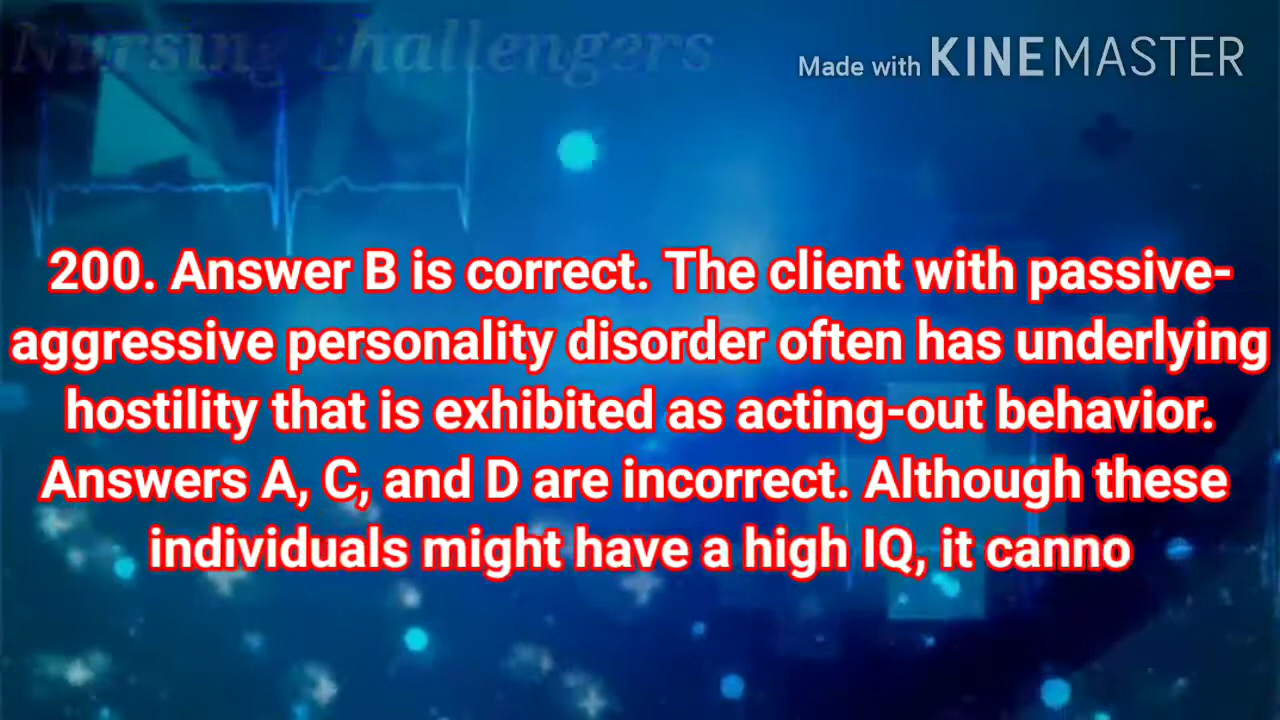 Nursing challengers
Made with KINEMASTER
200. Answer B is correct. The client with passive-
aggressive personality disorder often has underlying
hostility that is exhibited as acting-out behavior.
Answers A, C, and D are incorrect. Although these
individuals might have a high IQ, it canno